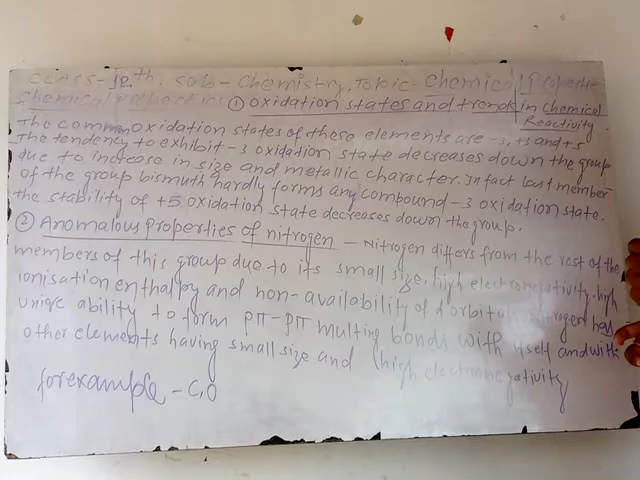 CLASS-12th. Sub-Chemistry. Topic-Chemical Properties
Chemical Properties ① Oxidation states and trends in chemical
Reactivity
The common oxidation states of these elements are -3, +3 and +5
The tendency to exhibit -3 oxidation state decreases down the group
due to increase in size and metallic character. In fact last member
of the group bismuth hardly forms any compound -3 oxidation state.
the stability of +5 oxidation state decreases down the group.
② Anomalous properties of nitrogen - Nitrogen differs from the rest of the
members of this group due to its small size, high electronegativity, high
ionisation enthalpy and non-availability of d orbital. nitrogen has
uniqe ability to form pπ-pπ multing bonds with itself and with
other elements having small size and (high electronegativity
for example - C, O